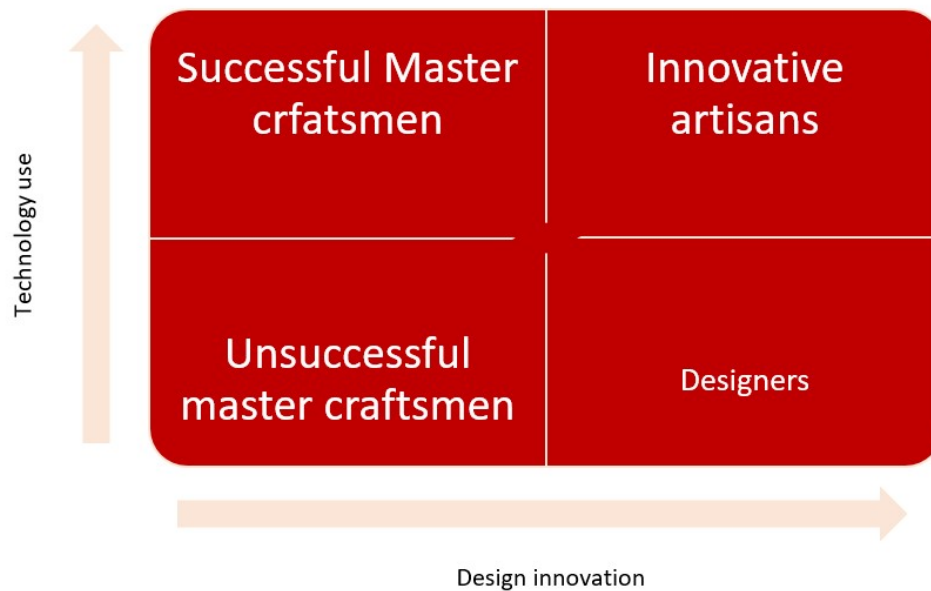 Successful Master
crfatsmen
Innovative
artisans
Technology use
Unsuccessful
master craftsmen
Designers
Design innovation